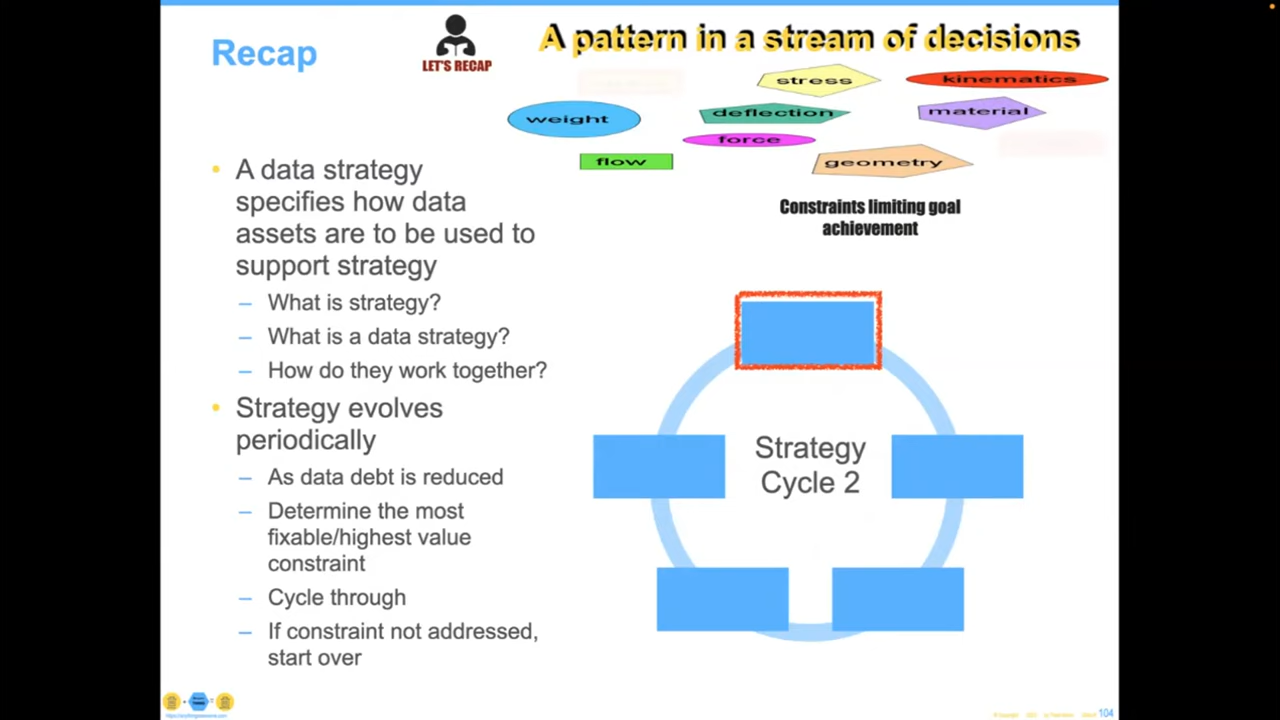 Recap
LET'S RECAP
A pattern in a stream of decisions
stress
kinematics
weight
deflection
material
force
flow
geometry
Constraints limiting goal
achievement
• A data strategy
specifies how data
assets are to be used to
support strategy
– What is strategy?
– What is a data strategy?
– How do they work together?
• Strategy evolves
periodically
– As data debt is reduced
– Determine the most
fixable/highest value
constraint
– Cycle through
– If constraint not addressed,
start over
Strategy
Cycle 2
104